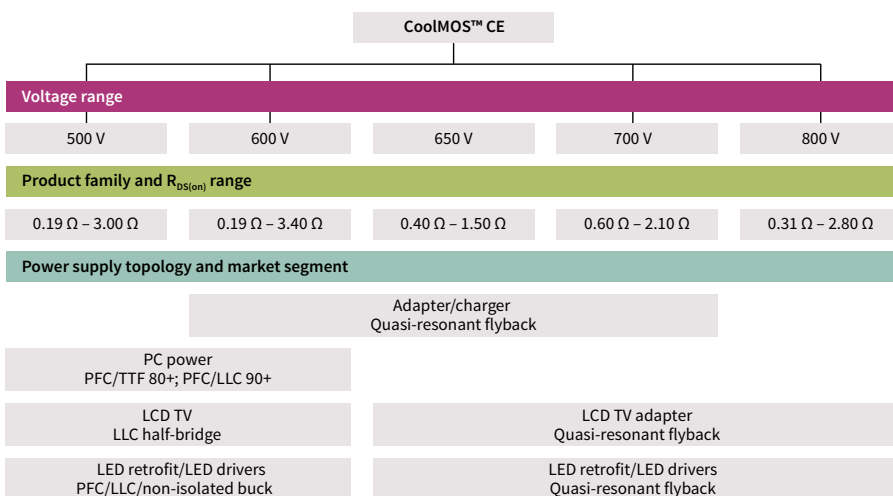 CoolMOS™ CE
Voltage range
500 V
600 V
650 V
700 V
800 V
Product family and RDS(on) range
0.19 Ω – 3.00 Ω
0.19 Ω – 3.40 Ω
0.40 Ω – 1.50 Ω
0.60 Ω – 2.10 Ω
0.31 Ω – 2.80 Ω
Power supply topology and market segment
Adapter/charger
Quasi-resonant flyback
PC power
PFC/TTF 80+; PFC/LLC 90+
LCD TV
LLC half-bridge
LCD TV adapter
Quasi-resonant flyback
LED retrofit/LED drivers
PFC/LLC/non-isolated buck
LED retrofit/LED drivers
Quasi-resonant flyback